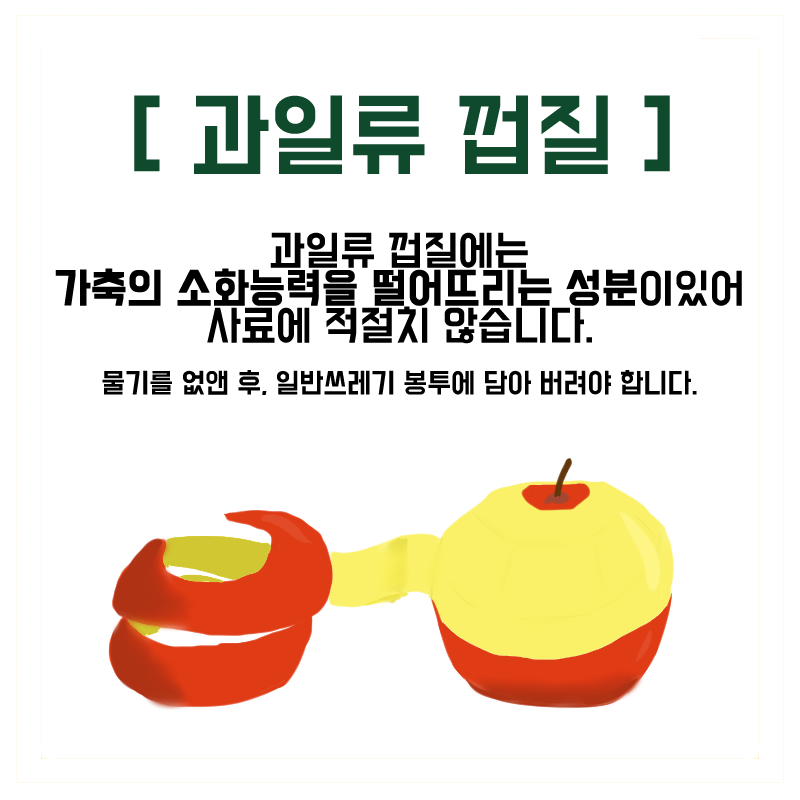 [ 과일류 껍질 ]
과일류 껍질에는
가축의 소화능력을 떨어뜨리는 성분이있어
사료에 적절치 않습니다.
물기를 없앤 후, 일반쓰레기 봉투에 담아 버려야 합니다.